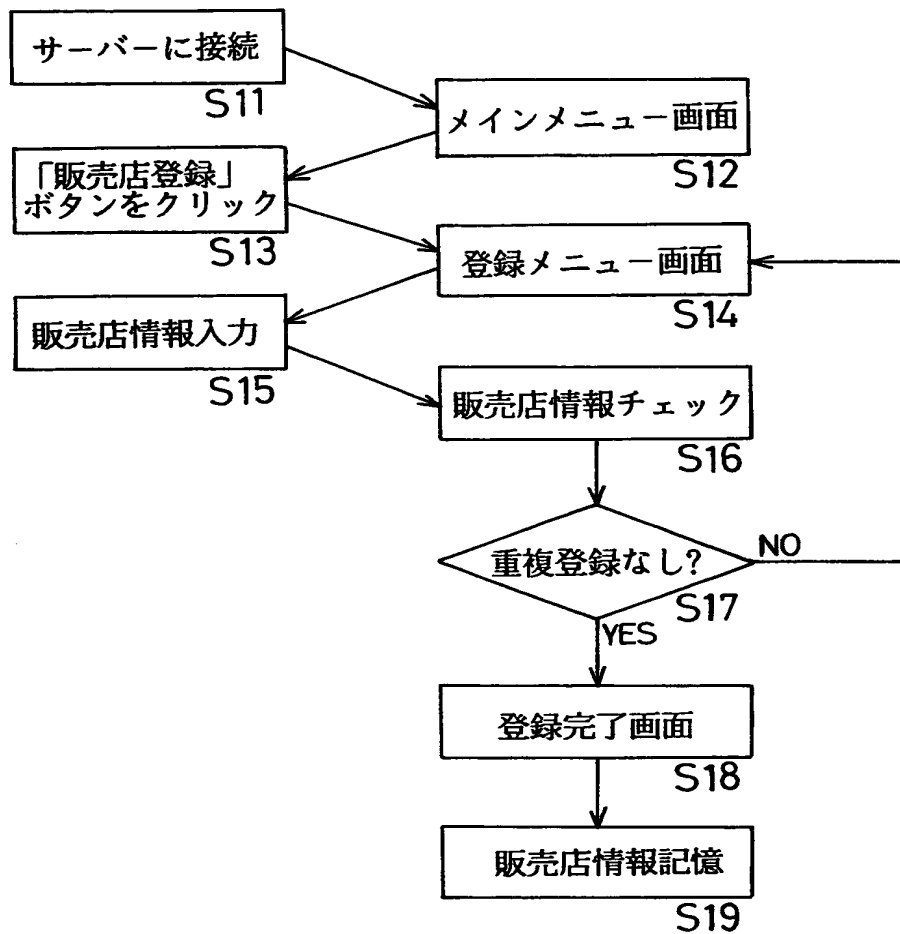 サーバーに接続
S11
メインメニュー画面
S12
「販売店登録」
ボタンをクリック
S13
登録メニュー画面
S14
販売店情報入力
S15
販売店情報チェック
S16
重複登録なし?
NO
S17
YES
登録完了画面
S18
販売店情報記憶
S19